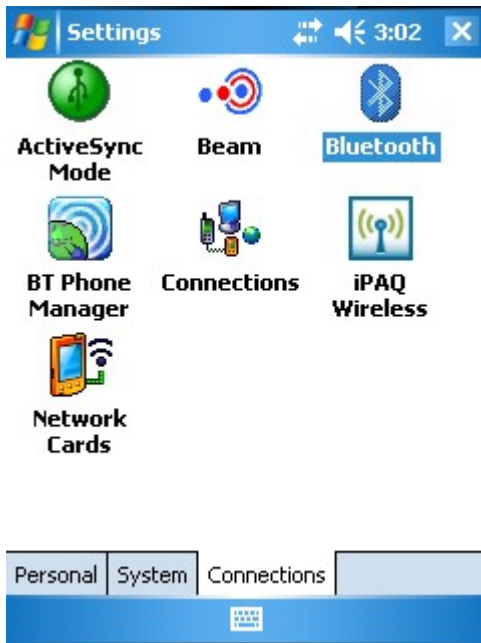 Settings 3:02
ActiveSync Mode
Beam
Bluetooth
BT Phone Manager
Connections
iPAQ Wireless
Network Cards
Personal System Connections